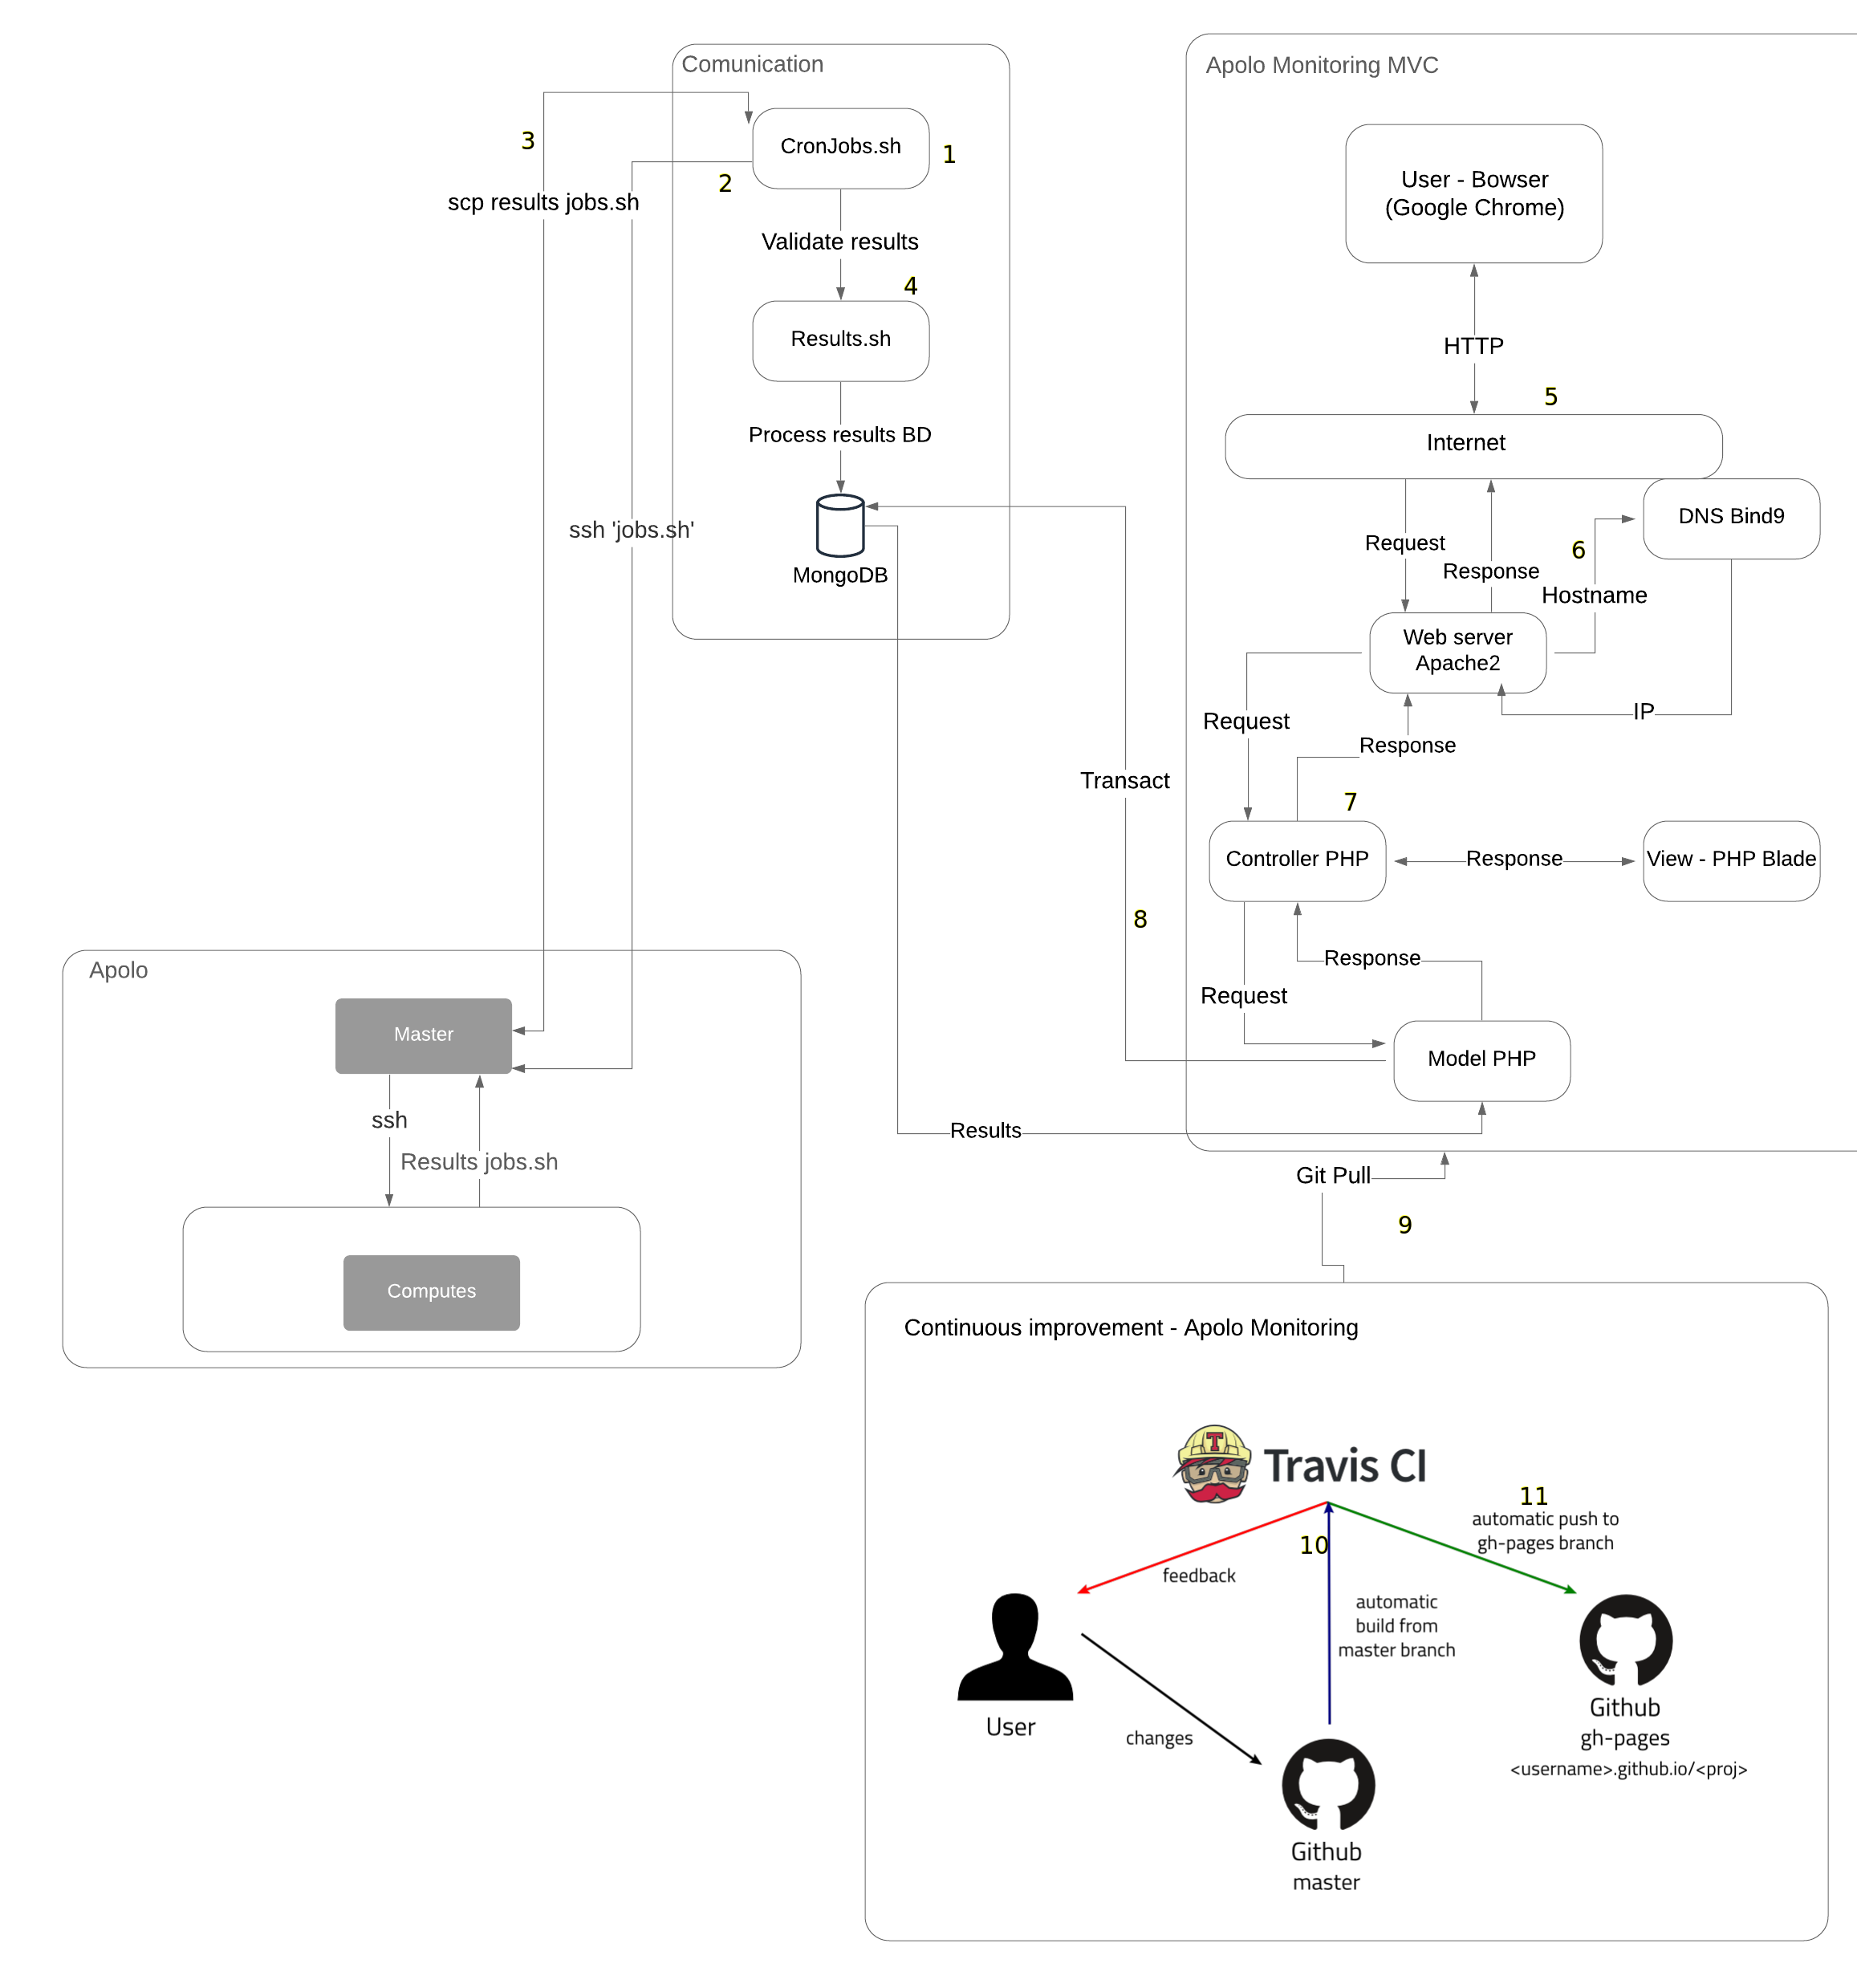 Comunication
CronJobs.sh
1
2
3
scp results jobs.sh
Validate results
4
Results.sh
Process results BD
ssh 'jobs.sh'
MongoDB
Apolo Monitoring MVC
User - Bowser
(Google Chrome)
HTTP
5
Internet
DNS Bind9
Request
Response
6
Hostname
Web server
Apache2
IP
Request
Response
7
Controller PHP
Response
View - PHP Blade
Transact
8
Response
Request
Model PHP
Results
Apolo
Master
ssh
Results jobs.sh
Computes
Git Pull
9
Continuous improvement - Apolo Monitoring
T
Travis CI
11
automatic push to
gh-pages branch
10
feedback
automatic
build from
master branch
User
changes
Github
gh-pages
<username>.github.io/<proj>
Github
master